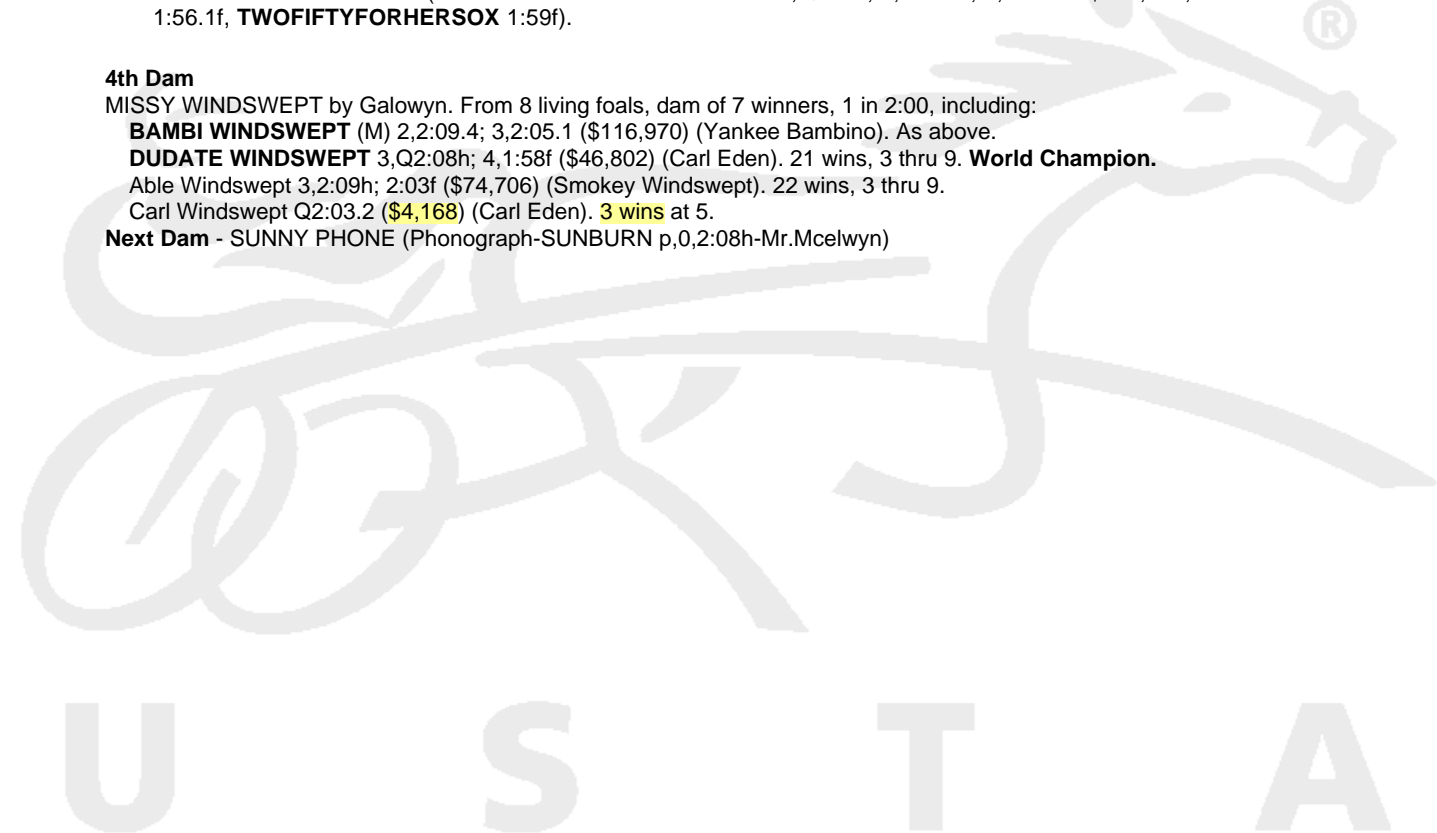 1:56.1f, TWOFIFTYFORHERSOX 1:59f).
4th Dam
MISSY WINDSWEPT by Galowyn. From 8 living foals, dam of 7 winners, 1 in 2:00, including:
BAMBI WINDSWEPT (M) 2,2:09.4; 3,2:05.1 ($116,970) (Yankee Bambino). As above.
DUDATE WINDSWEPT 3,Q2:08h; 4,1:58f ($46,802) (Carl Eden). 21 wins, 3 thru 9. World Champion.
Able Windswept 3,2:09h; 2:03f ($74,706) (Smokey Windswept). 22 wins, 3 thru 9.
Carl Windswept Q2:03.2 ($4,168) (Carl Eden). 3 wins at 5.
Next Dam - SUNNY PHONE (Phonograph-SUNBURN p,0,2:08h-Mr.Mcelwyn)
®
U S T A